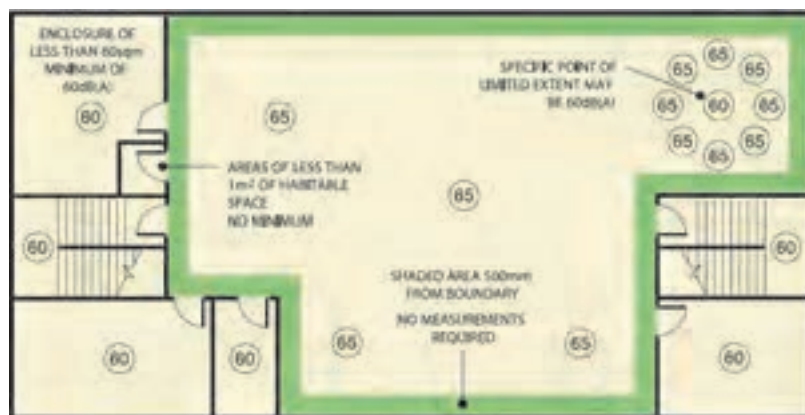 ENCLOSURE OF
LESS THAN 60sqm
MINIMUM OF
60dB(A)
60
65
AREAS OF LESS THAN
1m² OF HABITABLE
SPACE
NO MINIMUM
SPECIFIC POINT OF
LIMITED EXTENT MAY
BE 60dB(A)
65
65
65
65
60
65
65
65
65
65
60
60
SHADED AREA 500mm
FROM BOUNDARY
NO MEASUREMENTS
REQUIRED
65
65
60
60
60